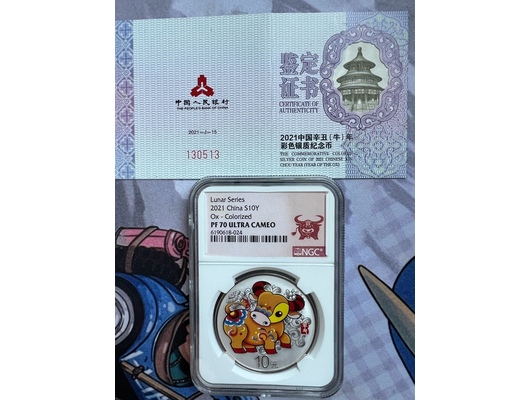 鉴定
证书
CERTIFICATE OF
AUTHENTICITY
中国人民银行
THE PEOPLE'S BANK OF CHINA
2021-J-15
130513
2021中国辛丑(牛)年
彩色银质纪念币
THE COMMEMORATIVE COLORED
SILVER COIN OF 2021 CHINESE XIN
CHOU YEAR (YEAR OF THE OX)
Lunar Series
2021 China S10Y
Ox - Colorized
PF 70 ULTRA CAMEO
6190618-024
NGC
10元